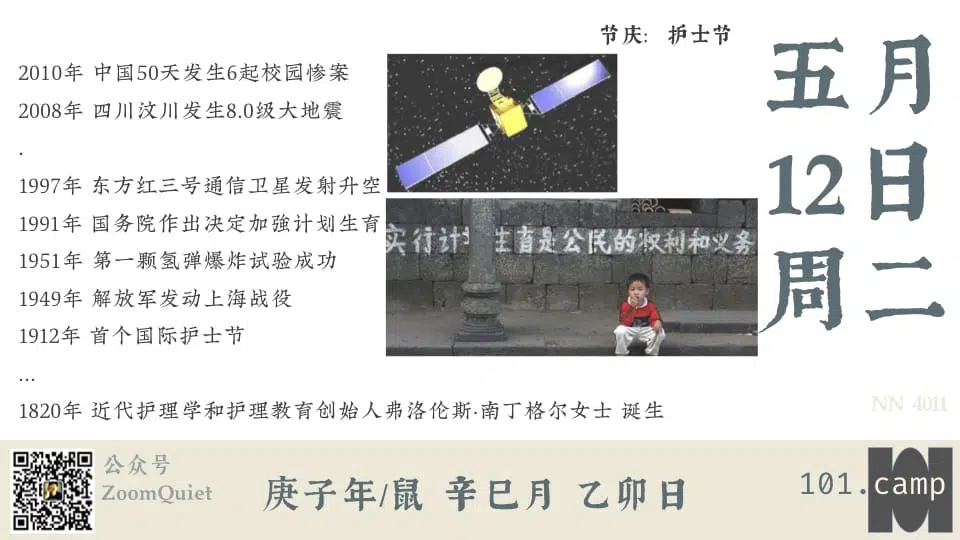 节庆: 护士节
2010年 中国50天发生6起校园惨案
2008年 四川汶川发生8.0级大地震
.
1997年 东方红三号通信卫星发射升空
1991年 国务院作出决定加強计划生育
1951年 第一颗氢弹爆炸试验成功
1949年 解放军发动上海战役
1912年 首个国际护士节
...
1820年 近代护理学和护理教育创始人弗洛伦斯·南丁格尔女士 诞生
实行计 生育是公民的权利和义务
五月
12日
周二
NN 4011
公众号
ZoomQuiet
庚子年/鼠 辛巳月 乙卯日
101.camp